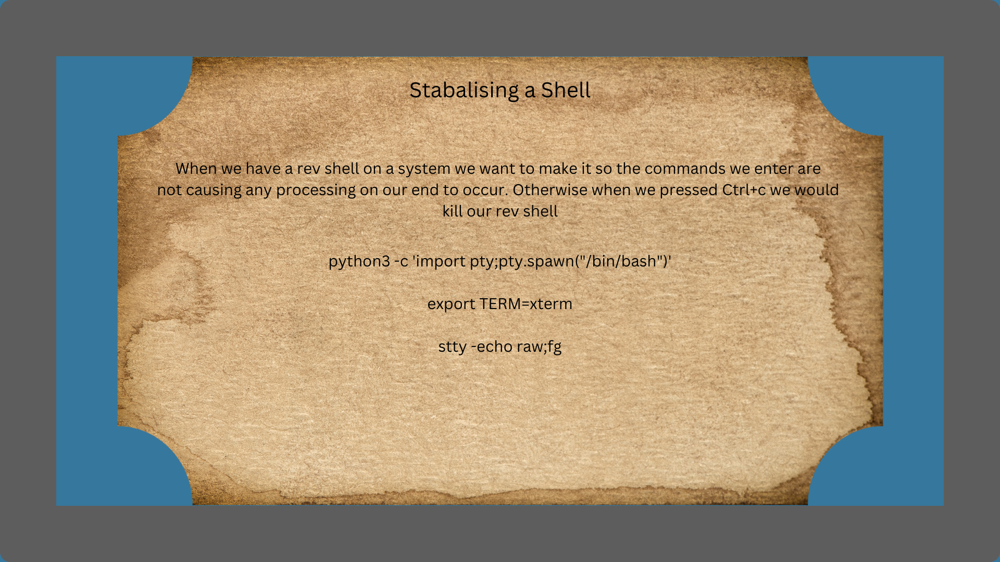 Stabalising a Shell
When we have a rev shell on a system we want to make it so the commands we enter are
not causing any processing on our end to occur. Otherwise when we pressed Ctrl+c we would
kill our rev shell
python3 -c 'import pty;pty.spawn("/bin/bash")'
export TERM=xterm
stty -echo raw;fg